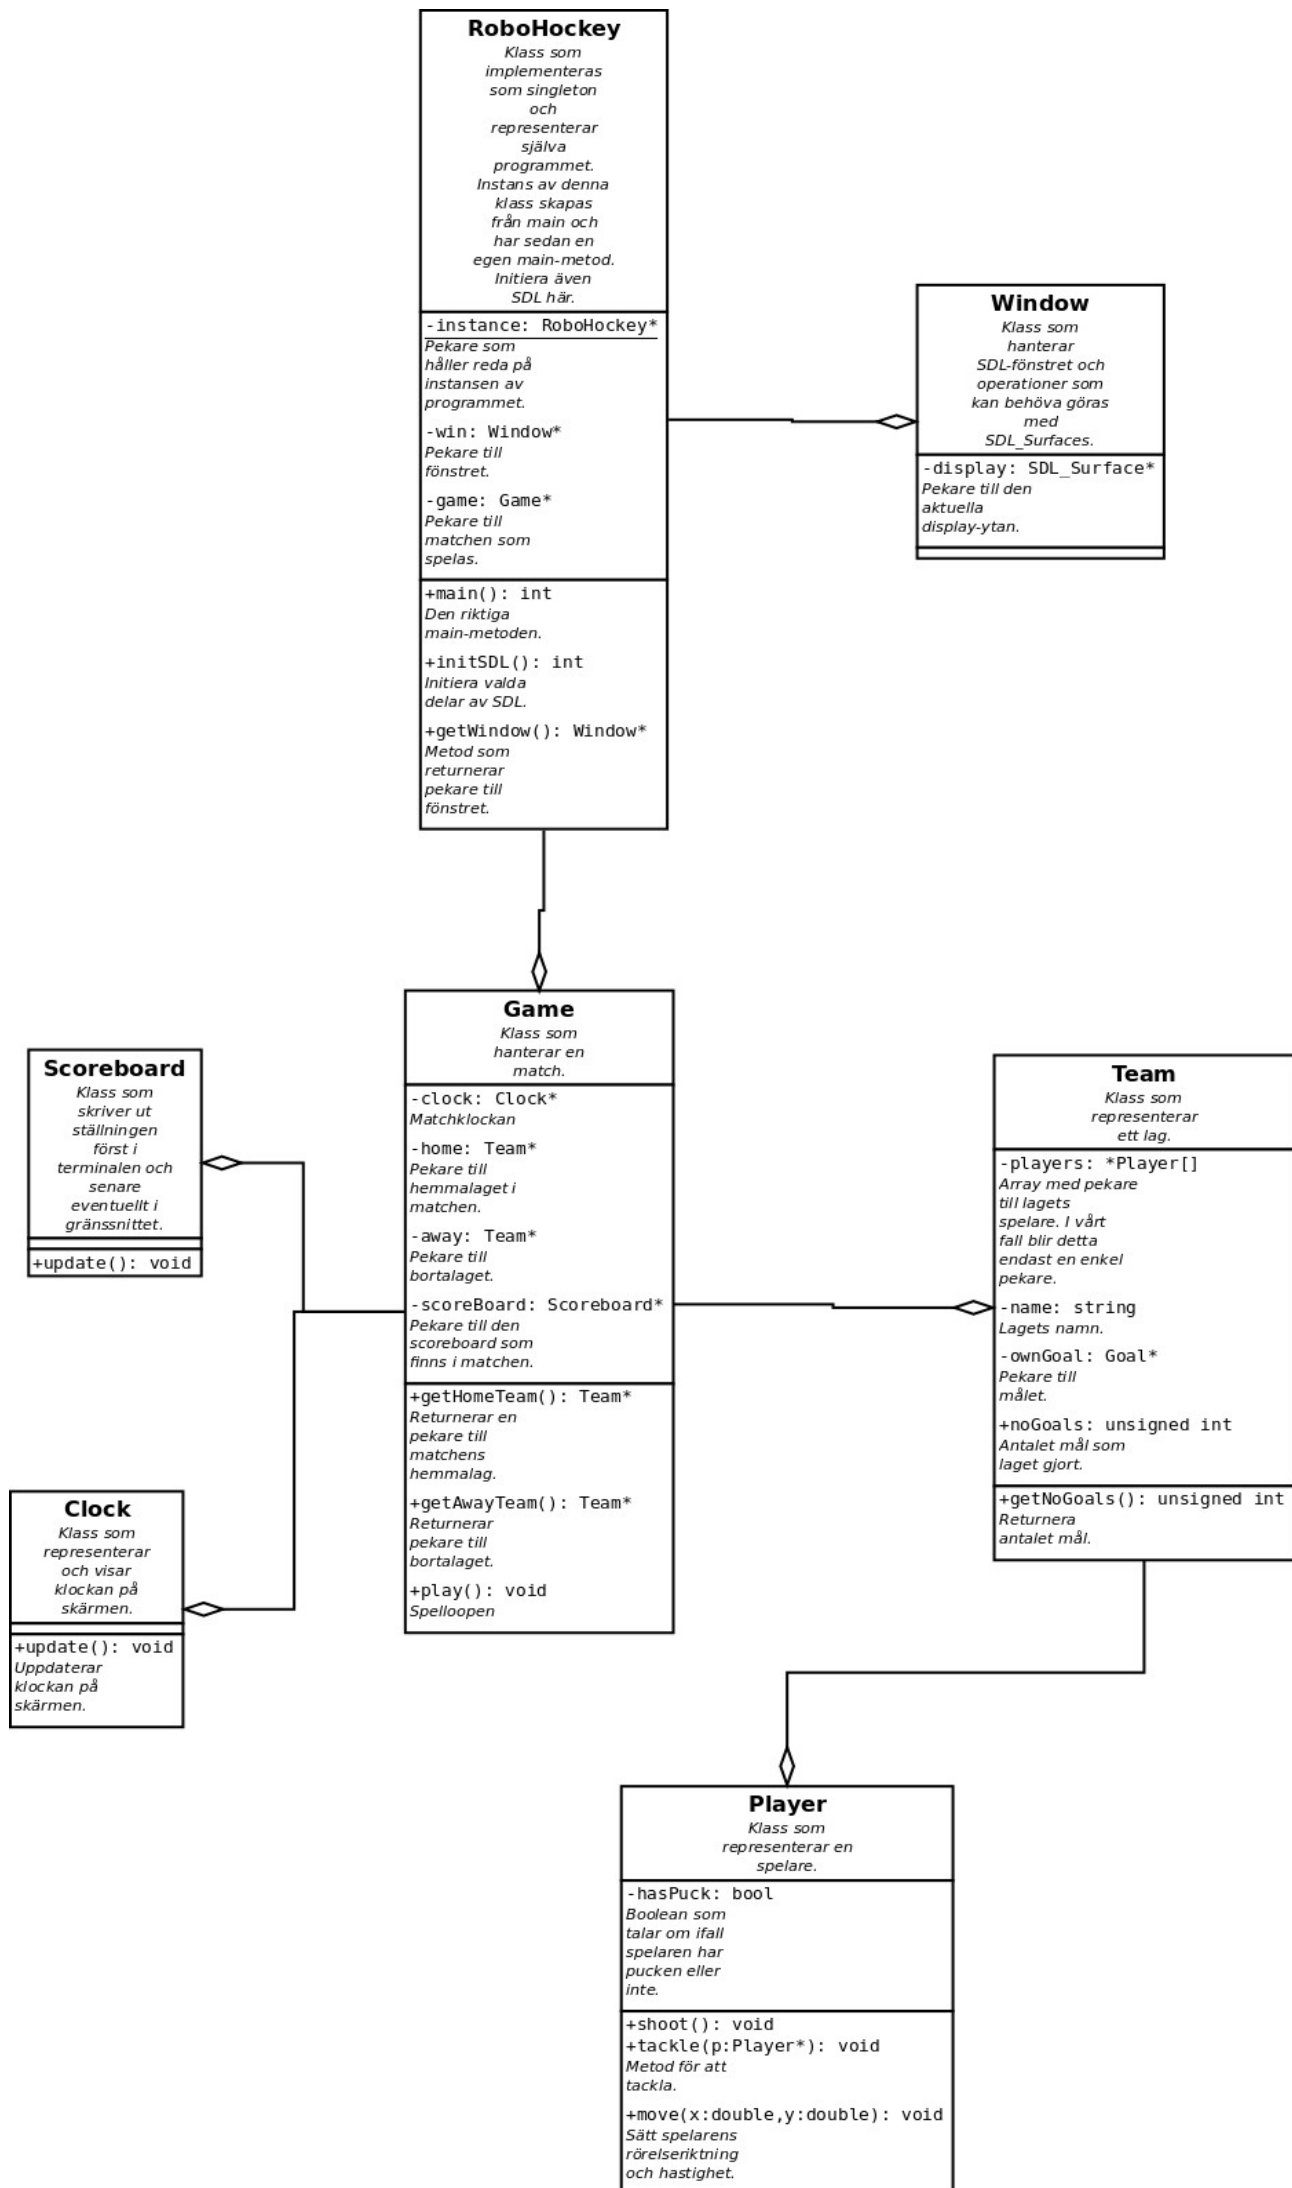 RoboHockey
Klass som
implementeras
som singleton
och
representerar
själva
programmet.
Instans av denna
klass skapas
från main och
har sedan en
egen main-metod.
Initiera även
SDL här.
-instance: RoboHockey*
Pekare som
håller reda på
instansen av
programmet.
-win: Window*
Pekare till
fönstret.
-game: Game*
Pekare till
matchen som
spelas.
+main(): int
Den riktiga
main-metoden.
+initSDL(): int
Initiera valda
delar av SDL.
+getWindow(): Window*
Metod som
returnerar
pekare till
fönstret.
Window
Klass som
hanterar
SDL-fönstret och
operationer som
kan behöva göras
med
SDL_Surfaces.
-display: SDL_Surface*
Pekare till den
aktuella
display-ytan.
Game
Klass som
hanterar en
match.
-clock: Clock*
Matchklockan
-home: Team*
Pekare till
hemmalaget i
matchen.
-away: Team*
Pekare till
bortalaget.
-scoreBoard: Scoreboard*
Pekare till den
scoreboard som
finns i matchen.
+getHomeTeam(): Team*
Returnerar en
pekare till
matchens
hemmalag.
+getAwayTeam(): Team*
Returnerar
pekare till
bortalaget.
+play(): void
Spelloopen
Scoreboard
Klass som
skriver ut
ställningen
först i
terminalen och
senare
eventuellt i
gränssnittet.
+update(): void
Clock
Klass som
representerar
och visar
klockan på
skärmen.
+update(): void
Uppdaterar
klockan på
skärmen.
Team
Klass som
representerar
ett lag.
-players: *Player[]
Array med pekare
till lagets
spelare. I vårt
fall blir detta
endast en enkel
pekare.
-name: string
Lagets namn.
-ownGoal: Goal*
Pekare till
målet.
+noGoals: unsigned int
Antalet mål som
laget gjort.
+getNoGoals(): unsigned int
Returnera
antalet mål.
Player
Klass som
representerar en
spelare.
-hasPuck: bool
Boolean som
talar om ifall
spelaren har
pucken eller
inte.
+shoot(): void
+tackle(p:Player*): void
Metod för att
tackla.
+move(x:double,y:double): void
Sätt spelarens
rörelseriktning
och hastighet.